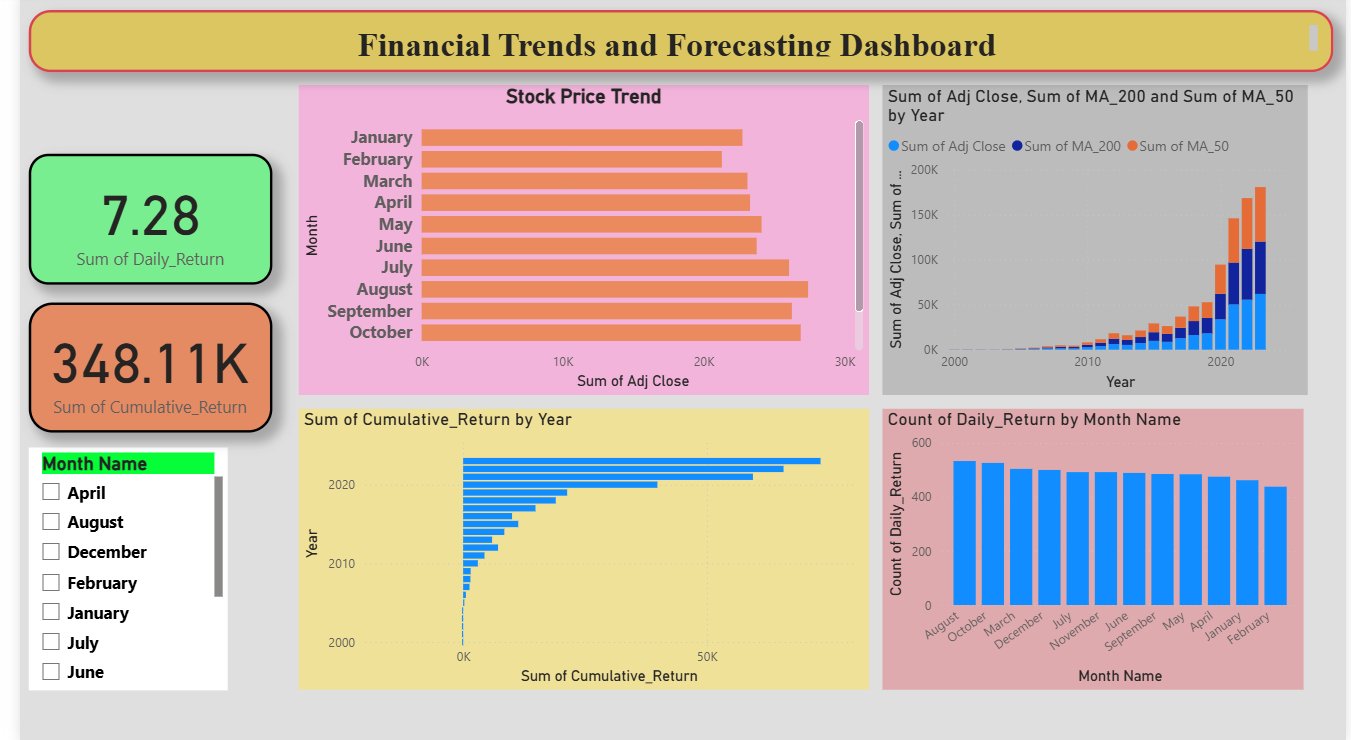 Financial Trends and Forecasting Dashboard
7.28
Sum of Daily_Return
348.11K
Sum of Cumulative_Return
Month Name
April
August
December
February
January
July
June
Stock Price Trend
Month
January
February
March
April
May
June
July
August
September
October
0K 10K 20K 30K
Sum of Adj Close
Sum of Adj Close, Sum of MA_200 and Sum of MA_50
by Year
Sum of Adj Close Sum of MA_200 Sum of MA_50
Sum of Adj Close, Sum of ...
200K
150K
100K
50K
0K
2000 2010 2020
Year
Sum of Cumulative_Return by Year
Year
2020
2010
2000
0K 50K
Sum of Cumulative_Return
Count of Daily_Return by Month Name
Count of Daily_Return
600
400
200
0
August October March December July November June September May April January February
Month Name